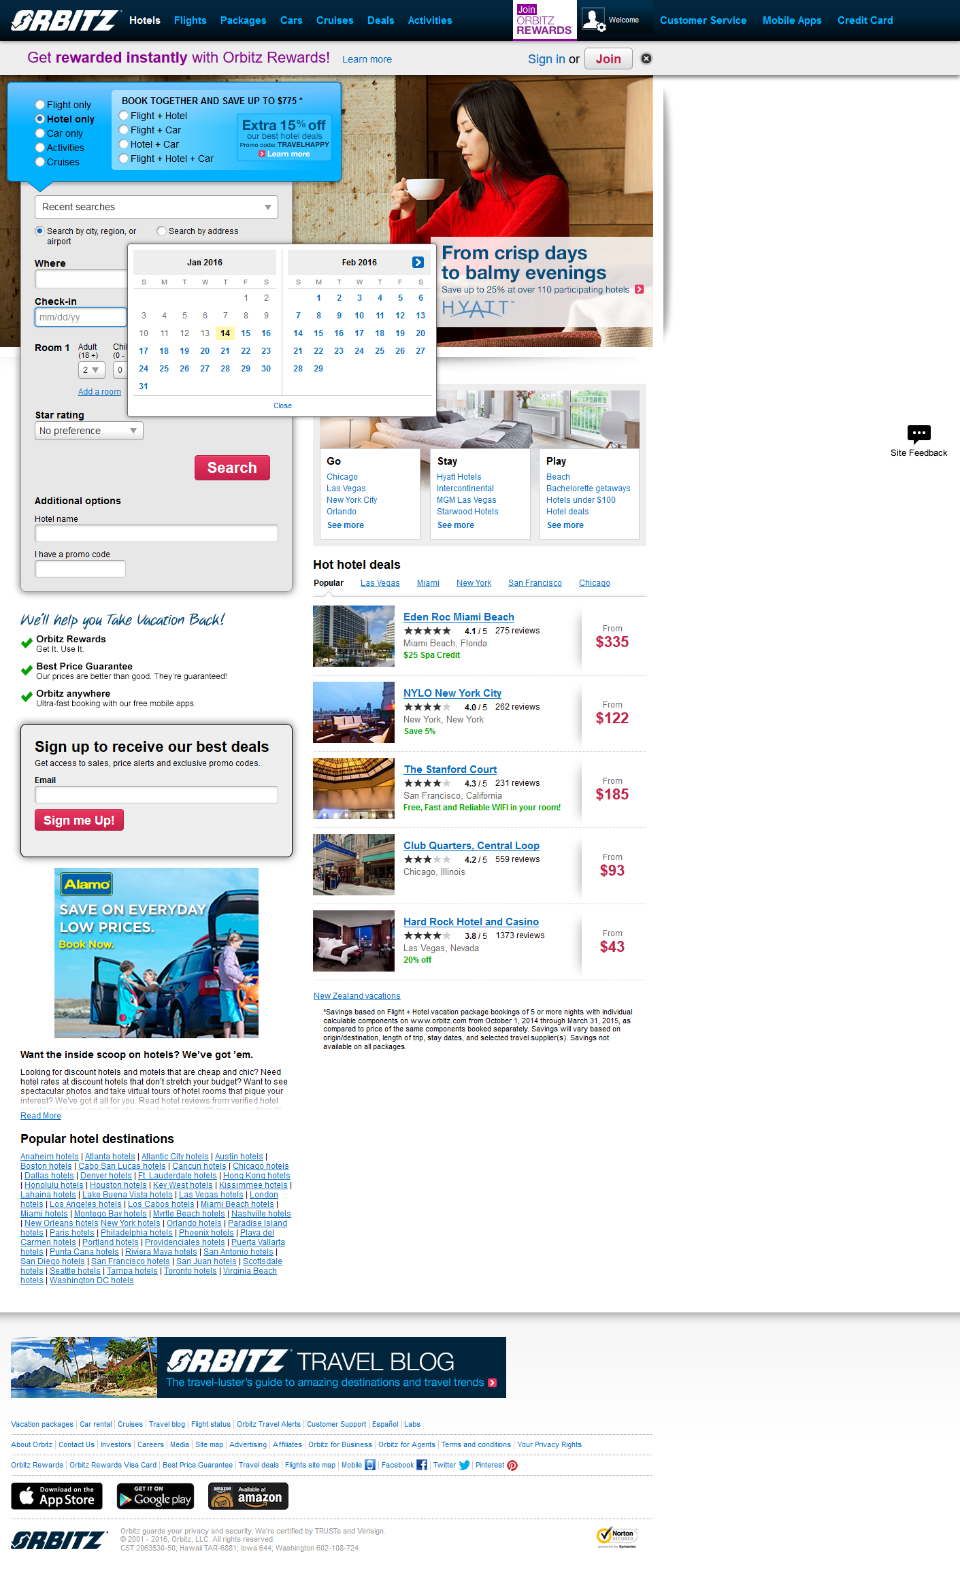 ORBITZ Hotels Flights Packages Cars Cruises Deals Activities Join ORBITZ REWARDS Welcome Customer Service Mobile Apps Credit Card
Get rewarded instantly with Orbitz Rewards! Learn more Sign in or Join
Flight only
Hotel only
Car only
Activities
Cruises
BOOK TOGETHER AND SAVE UP TO $775 *
Flight + Hotel
Flight + Car
Hotel + Car
Flight + Hotel + Car
Extra 15% off
our best hotel deals
Promo code: TRAVELHAPPY
Learn more
Recent searches
Search by city, region, or airport
Search by address
Where
Check-in
mm/dd/yy
Room 1 Adult (18 +) Chi (0 -
2 0
Add a room
Jan 2016
S M T W T F S
1 2
3 4 5 6 7 8 9
10 11 12 13 14 15 16
17 18 19 20 21 22 23
24 25 26 27 28 29 30
31
Feb 2016
S M T W T F S
1 2 3 4 5 6
7 8 9 10 11 12 13
14 15 16 17 18 19 20
21 22 23 24 25 26 27
28 29
Close
From crisp days
to balmy evenings
Save up to 25% at over 110 participating hotels
HYATT
Star rating
No preference
Search
Additional options
Hotel name
I have a promo code
Go
Chicago
Las Vegas
New York City
Orlando
See more
Stay
Hyatt Hotels
Intercontinental
MGM Las Vegas
Starwood Hotels
See more
Play
Beach
Bachelorette getaways
Hotels under $100
Hotel deals
See more
Site Feedback
Hot hotel deals
Popular Las Vegas Miami New York San Francisco Chicago
Eden Roc Miami Beach
4.1 / 5 275 reviews
Miami Beach, Florida
$25 Spa Credit
From
$335
NYLO New York City
4.0 / 5 262 reviews
New York, New York
Save 5%
From
$122
The Stanford Court
4.3 / 5 231 reviews
San Francisco, California
Free, Fast and Reliable WIFI in your room!
From
$185
Club Quarters, Central Loop
4.2 / 5 559 reviews
Chicago, Illinois
From
$93
Hard Rock Hotel and Casino
3.8 / 5 1373 reviews
Las Vegas, Nevada
20% off
From
$43
New Zealand vacations
*Savings based on Flight + Hotel vacation package bookings of 5 or more nights with individual
calculable components on www.orbitz.com from October 1, 2014 through March 31, 2015, as
compared to price of the same components booked separately. Savings will vary based on
origin/destination, length of trip, stay dates, and selected travel supplier(s). Savings not
available on all packages.
We'll help you Take Vacation Back!
Orbitz Rewards
Get It. Use It.
Best Price Guarantee
Our prices are better than good. They're guaranteed!
Orbitz anywhere
Ultra-fast booking with our free mobile apps.
Sign up to receive our best deals
Get access to sales, price alerts and exclusive promo codes.
Email
Sign me Up!
Alamo
SAVE ON EVERYDAY
LOW PRICES.
Book Now.
Want the inside scoop on hotels? We've got 'em.
Looking for discount hotels and motels that are cheap and chic? Need
hotel rates at discount hotels that don't stretch your budget? Want to see
spectacular photos and take virtual tours of hotel rooms that pique your
interest? We've got it all for you. Read hotel reviews from verified hotel
Read More
Popular hotel destinations
Anaheim hotels | Atlanta hotels | Atlantic City hotels | Austin hotels |
Boston hotels | Cabo San Lucas hotels | Cancun hotels | Chicago hotels
| Dallas hotels | Denver hotels | Ft. Lauderdale hotels | Hong Kong hotels
| Honolulu hotels | Houston hotels | Key West hotels | Kissimmee hotels |
Lahaina hotels | Lake Buena Vista hotels | Las Vegas hotels | London
hotels | Los Angeles hotels | Los Cabos hotels | Miami Beach hotels |
Miami hotels | Montego Bay hotels | Myrtle Beach hotels | Nashville hotels
| New Orleans hotels New York hotels | Orlando hotels | Paradise Island
hotels | Paris hotels | Philadelphia hotels | Phoenix hotels | Playa del
Carmen hotels | Portland hotels | Providenciales hotels | Puerta Vallarta
hotels | Punta Cana hotels | Riviera Maya hotels | San Antonio hotels |
San Diego hotels | San Francisco hotels | San Juan hotels | Scottsdale
hotels | Seattle hotels | Tampa hotels | Toronto hotels | Virginia Beach
hotels | Washington DC hotels
ORBITZ TRAVEL BLOG
The travel-luster's guide to amazing destinations and travel trends
Vacation packages | Car rental | Cruises | Travel blog | Flight status | Orbitz Travel Alerts | Customer Support | Español | Labs
About Orbitz | Contact Us | Investors | Careers | Media | Site map | Advertising | Affiliates | Orbitz for Business | Orbitz for Agents | Terms and conditions | Your Privacy Rights
Orbitz Rewards | Orbitz Rewards Visa Card | Best Price Guarantee | Travel deals | Flights site map | Mobile | Facebook | Twitter | Pinterest
Download on the App Store
GET IT ON Google play
amazon apps Available at amazon
ORBITZ
Orbitz guards your privacy and security. We're certified by TRUSTe and Verisign.
© 2001 - 2016, Orbitz, LLC. All rights reserved.
CST 2063530-50; Hawaii TAR-6881; Iowa 644; Washington 602-108-724
Norton
SECURED
powered by Symantec